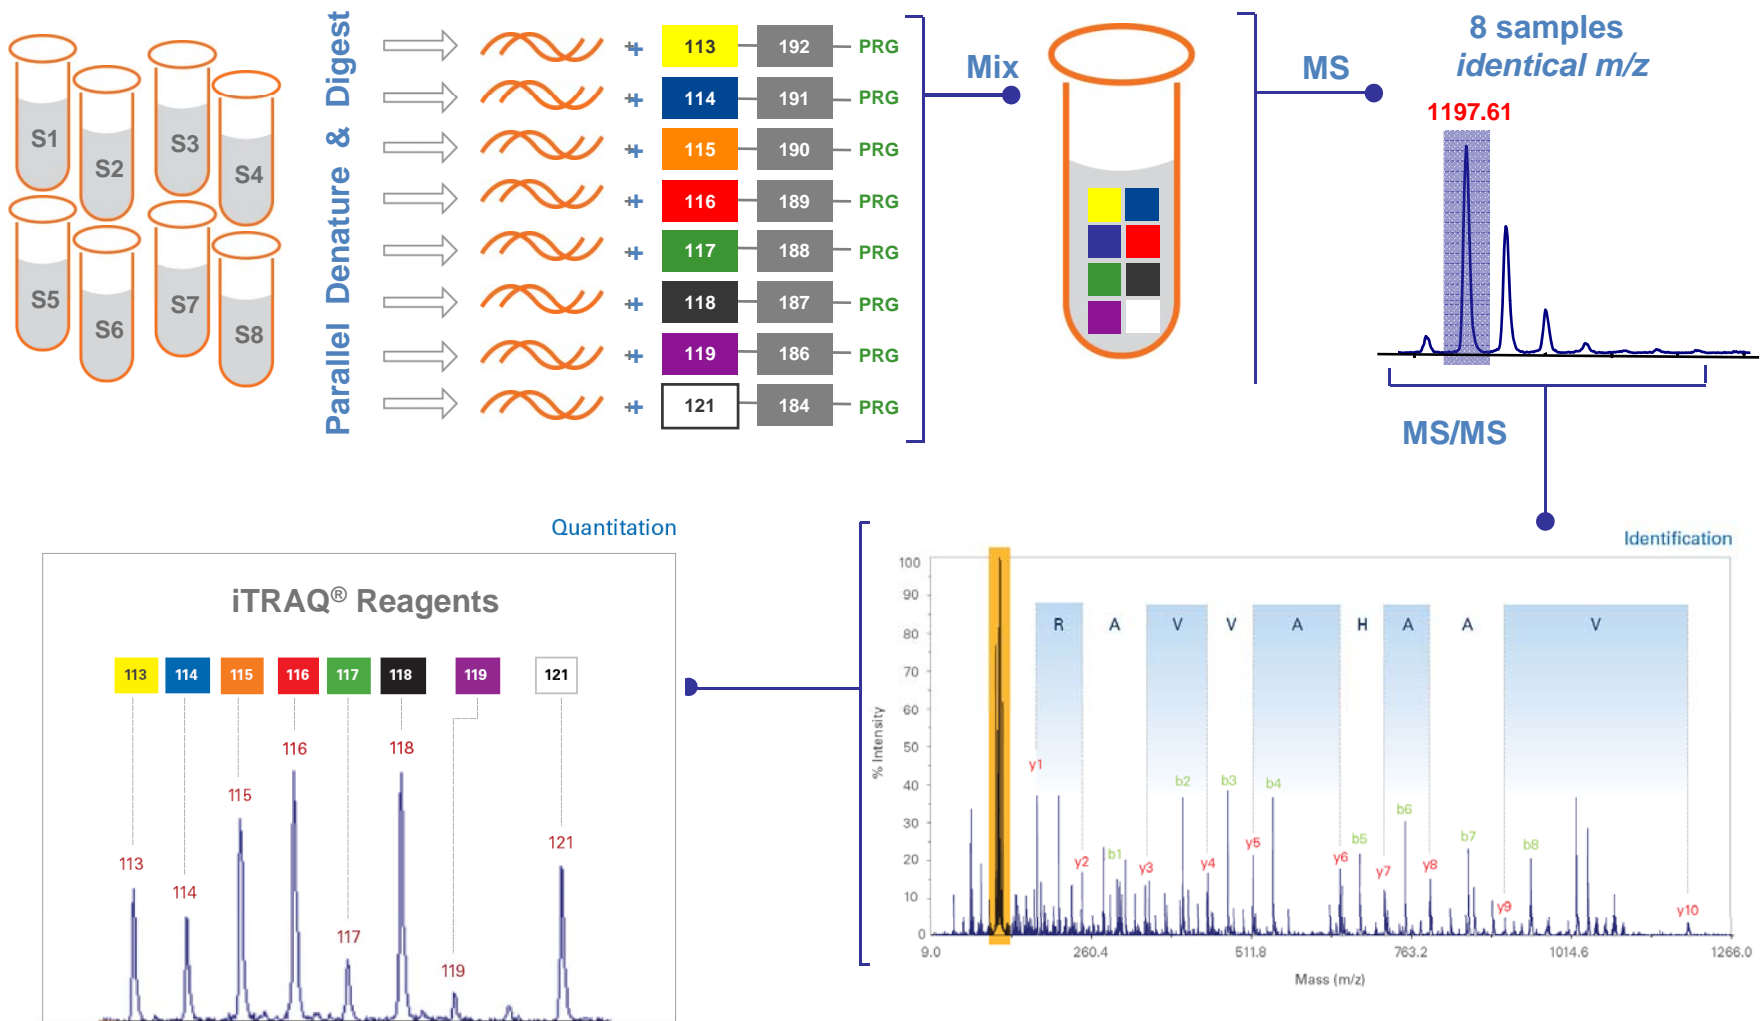 S1
S2
S3
S4
S5
S6
S7
S8
Parallel Denature & Digest
+ 113 192 PRG
+ 114 191 PRG
+ 115 190 PRG
+ 116 189 PRG
+ 117 188 PRG
+ 118 187 PRG
+ 119 186 PRG
+ 121 184 PRG
Mix
MS
8 samples
identical m/z
1197.61
MS/MS
Quantitation
iTRAQ® Reagents
113 114 115 116 117 118 119 121
113
114
115
116
117
118
119
121
Identification
% Intensity
100
90
80
70
60
50
40
30
20
10
0
R A V V A H A A V
y1
y2
b1
y3
b2
y4
b3
y5
b4
y6
b5
y7
b6
y8
b7
y9
b8
y10
9.0 260.4 511.8 763.2 1014.6 1266.0
Mass (m/z)